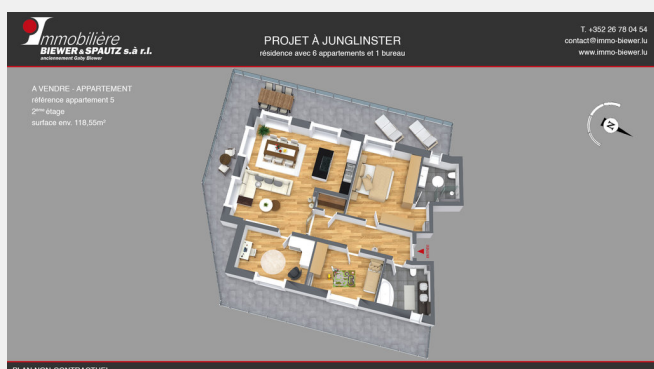 Immobilière
BIEWER & SPAUTZ s.à r.l.
anciennement Gaby Biewer
PROJET À JUNGLINSTER
résidence avec 6 appartements et 1 bureau
T. +352 26 78 04 54
contact@immo-biewer.lu
www.immo-biewer.lu
A VENDRE - APPARTEMENT
référence appartement 5
2ème étage
surface env. 118,55m²
N
PLAN NON CONTRACTUEL